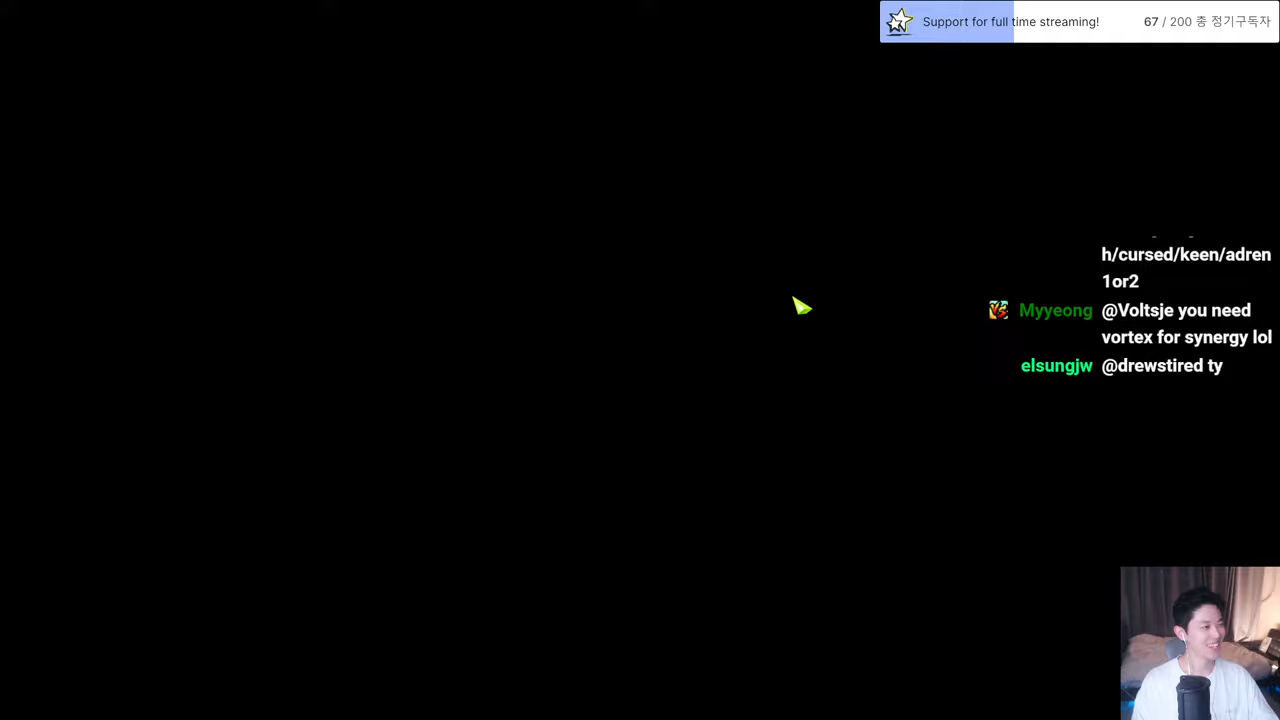 Support for full time streaming! 67 / 200 총 정기구독자
h/cursed/keen/adren
1or2
Myyeong @Voltsje you need
vortex for synergy lol
elsungjw @drewstired ty